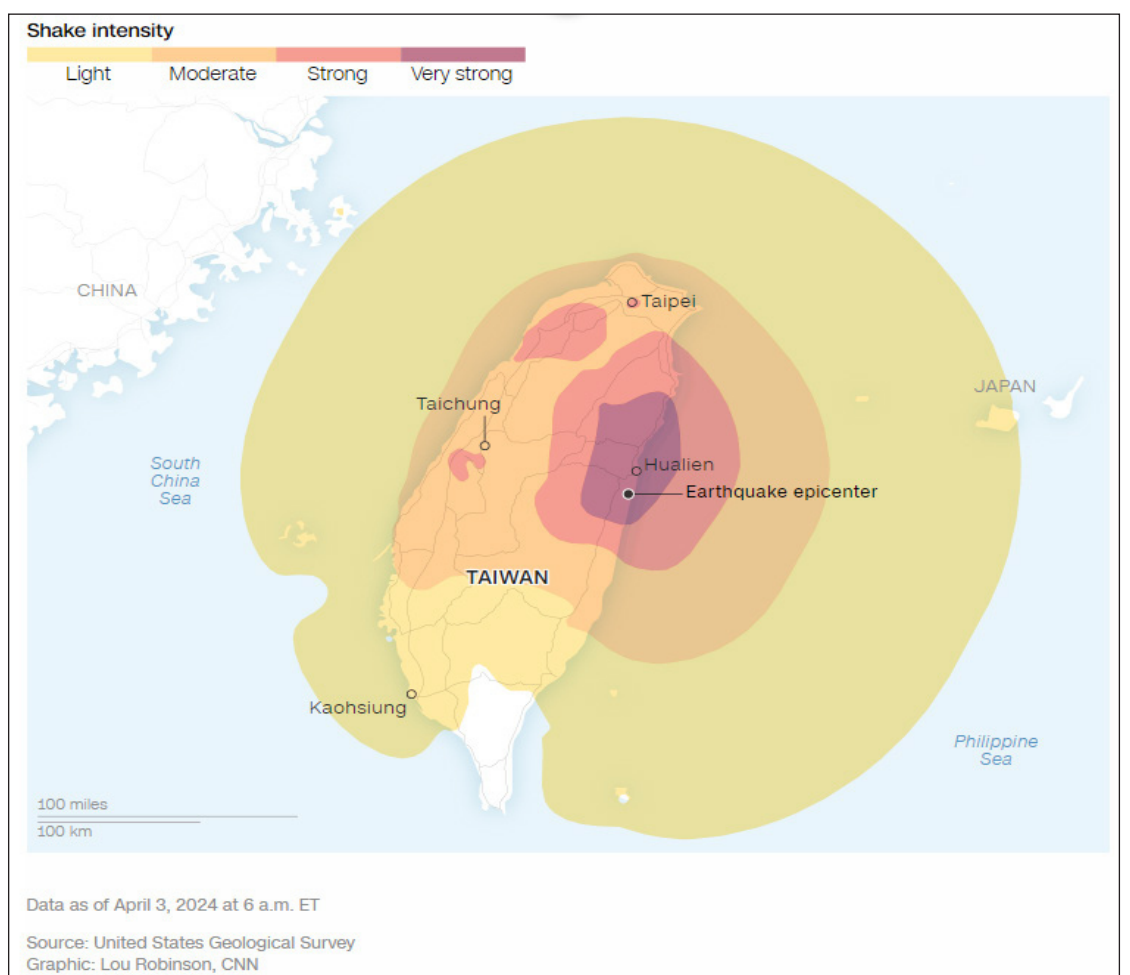 Shake intensity
Light Moderate Strong Very strong
CHINA
Taipei
JAPAN
Taichung
South
China
Sea
Hualien
Earthquake epicenter
TAIWAN
Kaohsiung
Philippine
Sea
100 miles
100 km
Data as of April 3, 2024 at 6 a.m. ET
Source: United States Geological Survey
Graphic: Lou Robinson, CNN